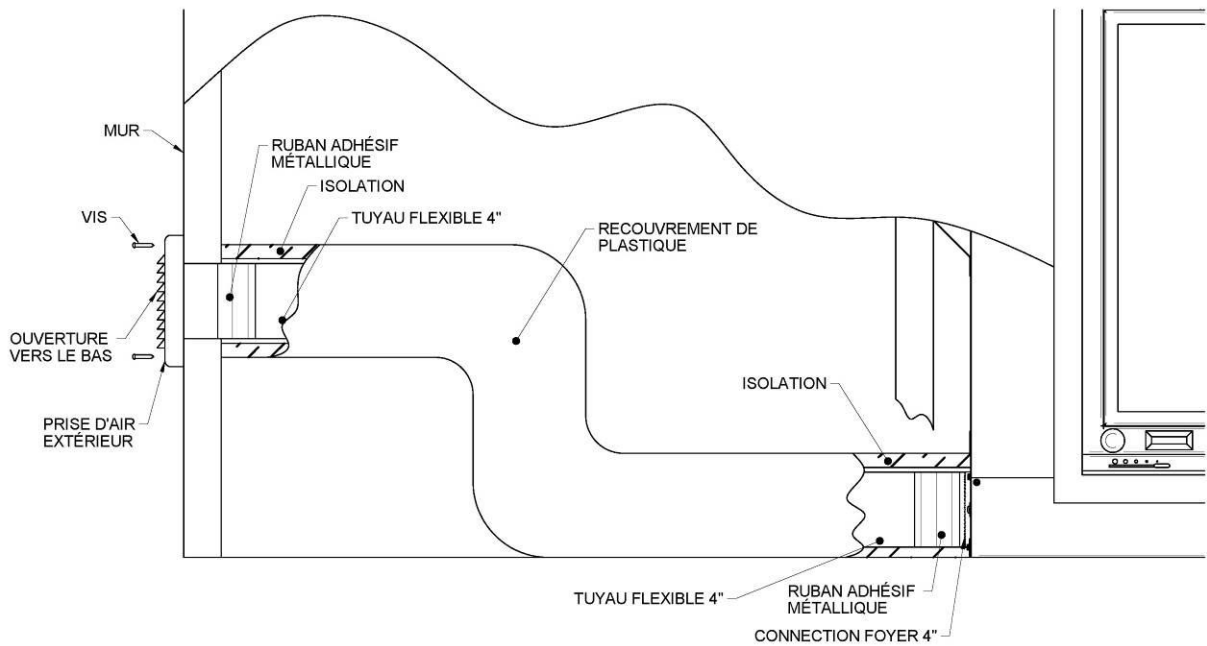 MUR
RUBAN ADHÉSIF
MÉTALLIQUE
ISOLATION
VIS
TUYAU FLEXIBLE 4"
RECOUVREMENT DE
PLASTIQUE
OUVERTURE
VERS LE BAS
ISOLATION
PRISE D'AIR
EXTÉRIEUR
TUYAU FLEXIBLE 4"
RUBAN ADHÉSIF
MÉTALLIQUE
CONNECTION FOYER 4"